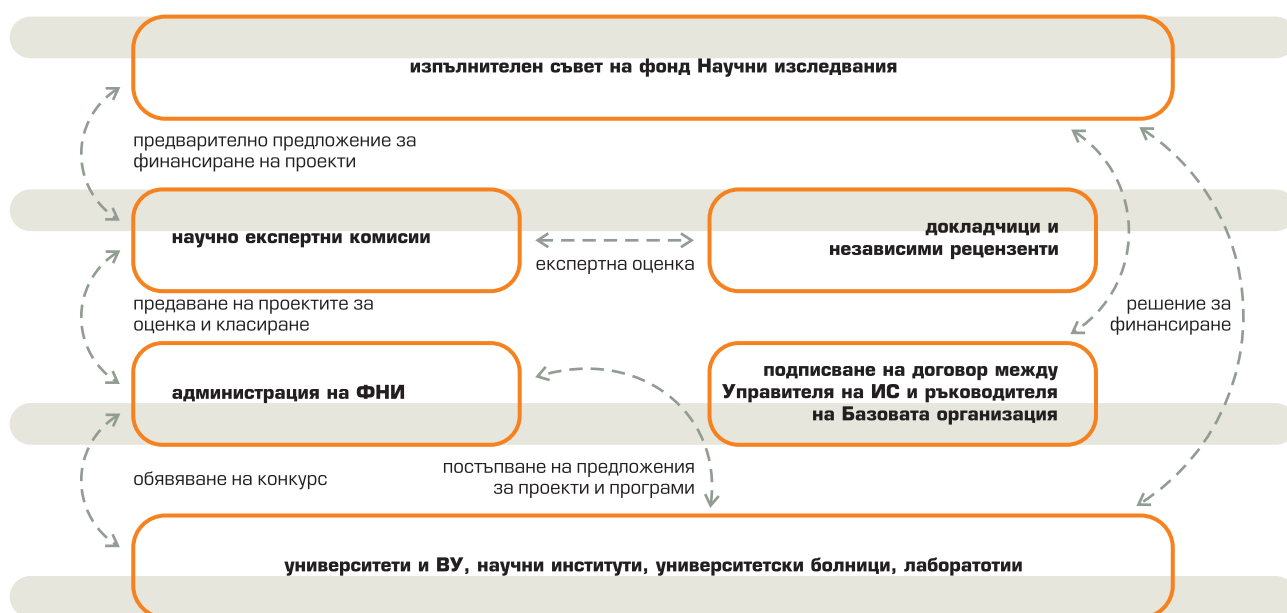 изпълнителен съвет на фонд Научни изследвания
предварително предложение за
финансиране на проекти
научно експертни комисии
експертна оценка
докладчици и
независими рецензенти
предаване на проектите за
оценка и класиране
решение за
финансиране
администрация на ФНИ
подписване на договор между
Управителя на ИС и ръководителя
на Базовата организация
обявяване на конкурс
постъпване на предложения
за проекти и програми
университети и ВУ, научни институти, университетски болници, лаборатотии